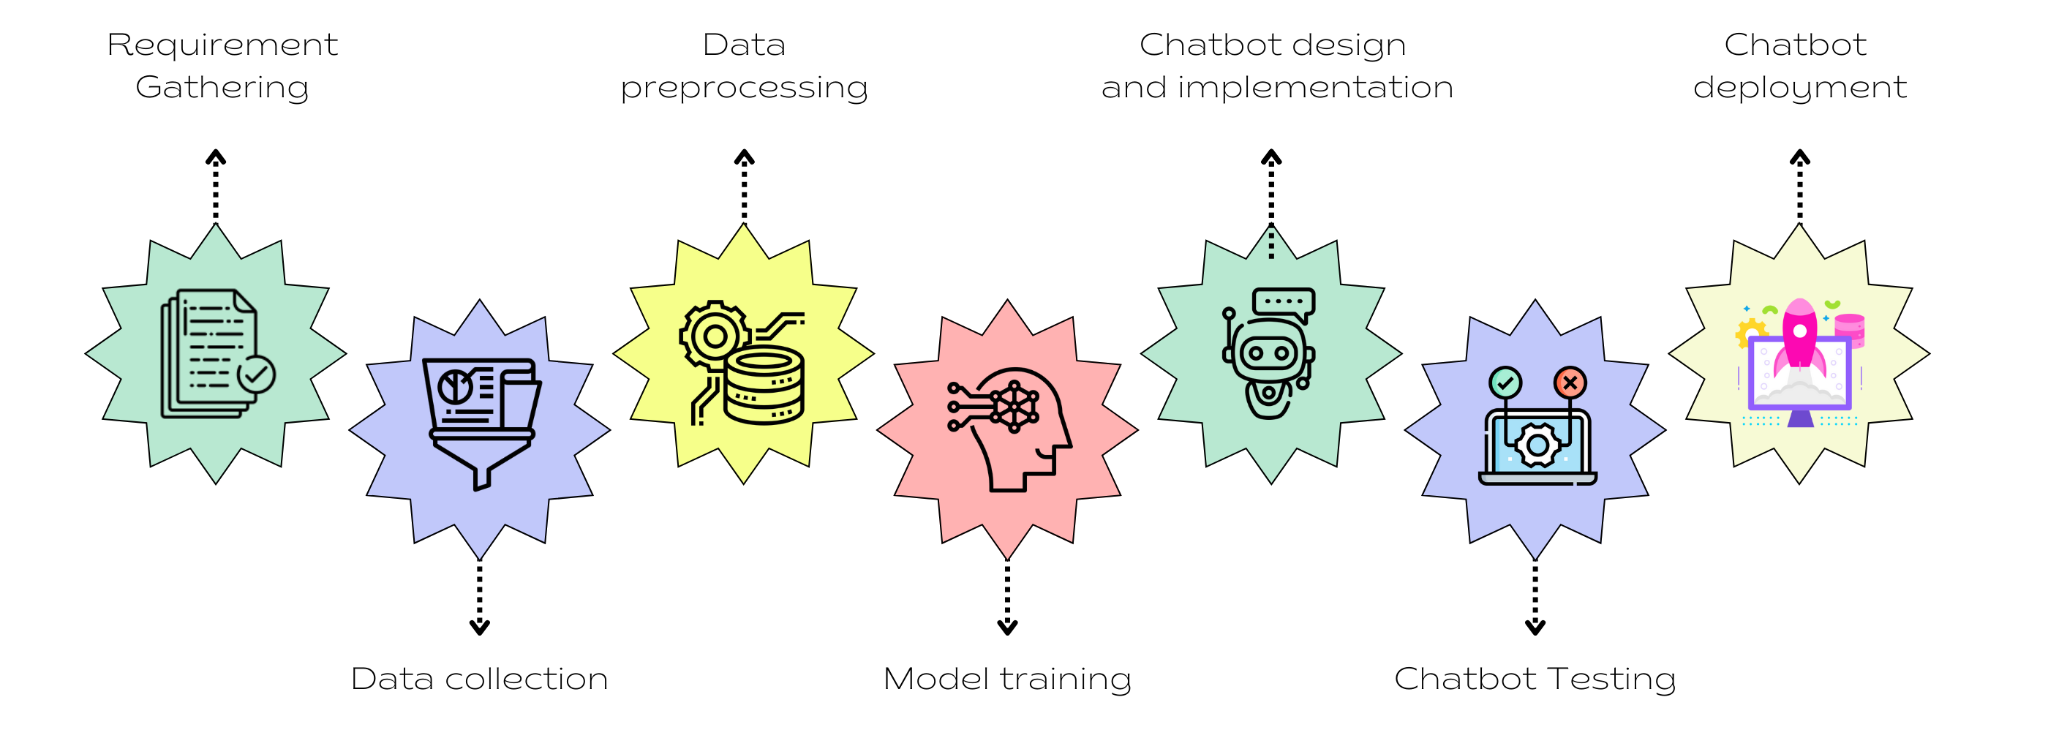 Requirement
Gathering
Data
preprocessing
Chatbot design
and implementation
Chatbot
deployment
Data collection
Model training
Chatbot Testing